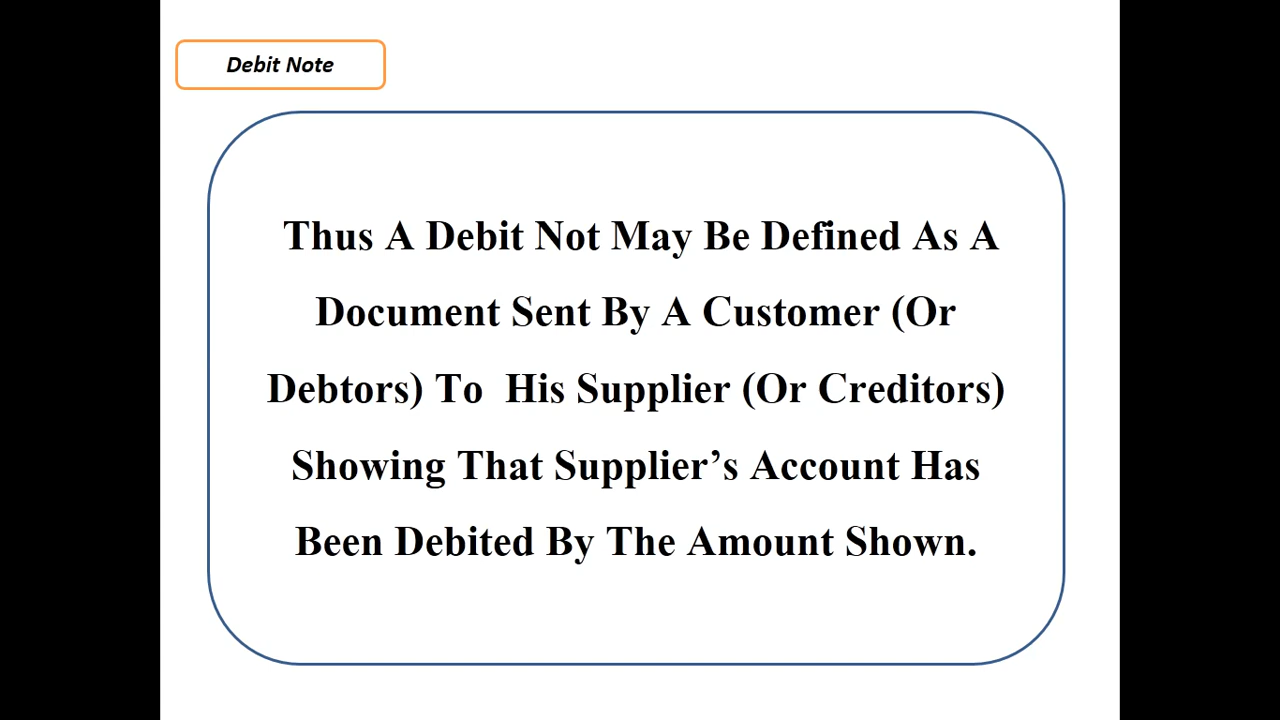 Debit Note
Thus A Debit Not May Be Defined As A
Document Sent By A Customer (Or
Debtors) To  His Supplier (Or Creditors)
Showing That Supplier’s Account Has
Been Debited By The Amount Shown.